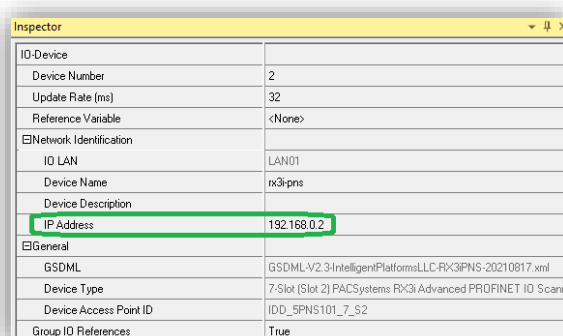 Inspector
IO-Device
Device Number 2
Update Rate (ms) 32
Reference Variable <None>
Network Identification
IO LAN LAN01
Device Name rx3i-pns
Device Description
IP Address 192.168.0.2
General
GSDML GSDML-V2.3-IntelligentPlatformsLLC-RX3iPNS-20210817.xml
Device Type 7-Slot (Slot 2) PACSystems RX3i Advanced PROFINET IO
Device Access Point ID IDD_5PNS101_7_S2
Group IO References True